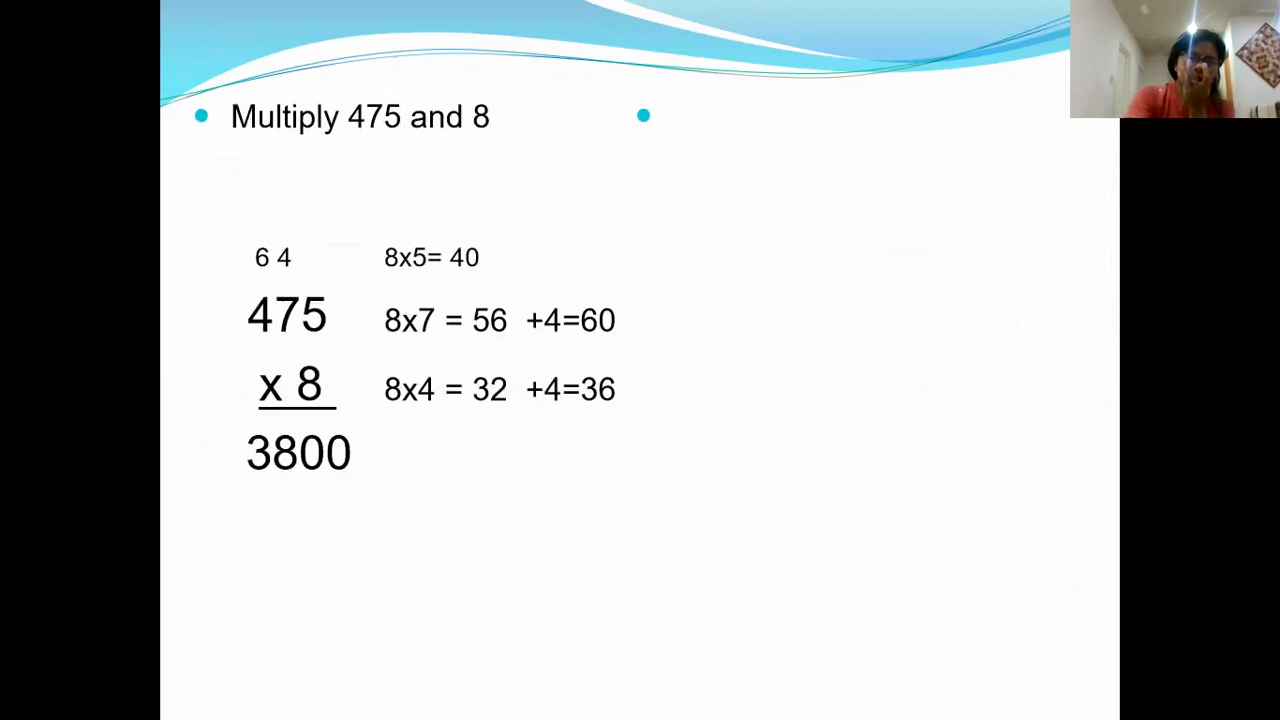 Multiply 475 and 8
6 4 8x5= 40
475 8x7 = 56 +4=60
x 8 8x4 = 32 +4=36
3800